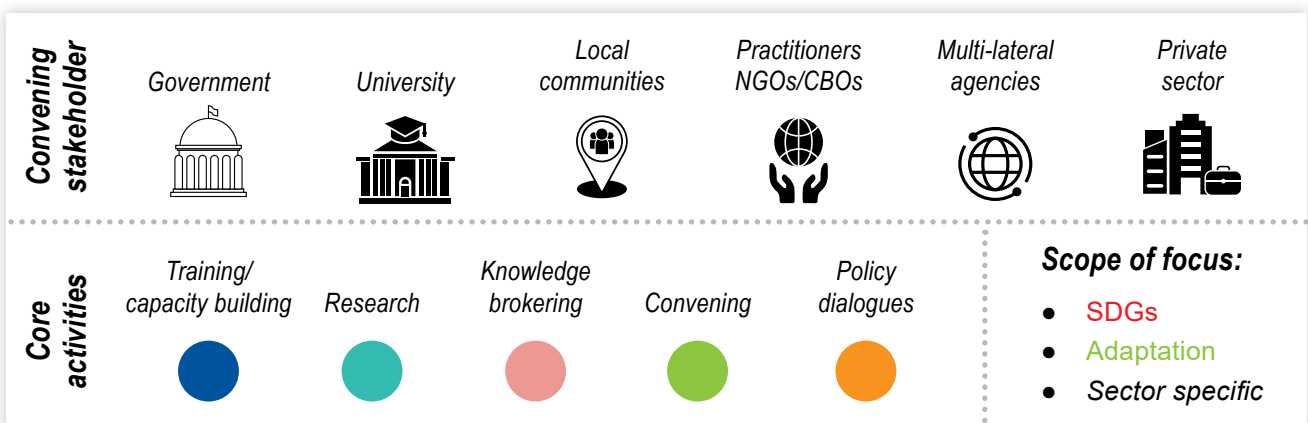 Convening
stakeholder
Government
University
Local
communities
Practitioners
NGOs/CBOs
Multi-lateral
agencies
Private
sector
Core
activities
Training/
capacity building
Research
Knowledge
brokering
Convening
Policy
dialogues
Scope of focus:
● SDGs
● Adaptation
● Sector specific